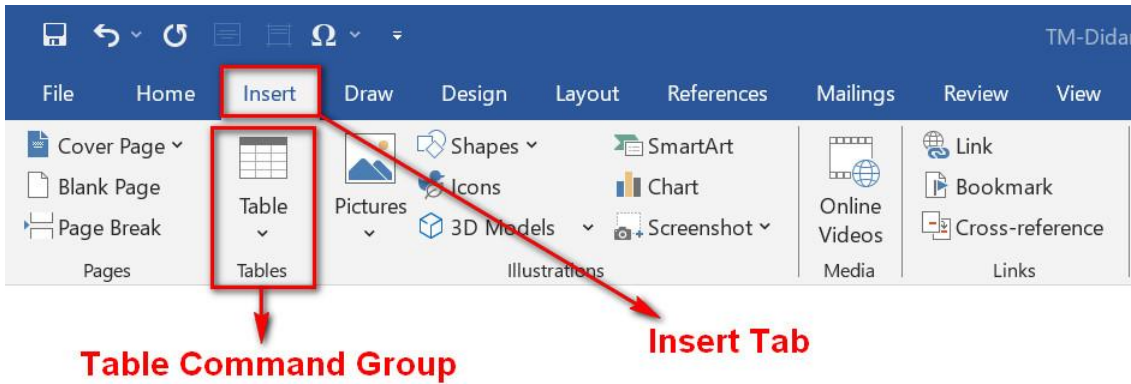 TM-Didar
File Home Insert Draw Design Layout References Mailings Review View
Cover Page
Blank Page
Page Break
Pages
Table
Tables
Pictures
Shapes
Icons
3D Models
SmartArt
Chart
Screenshot
Illustrations
Online
Videos
Media
Link
Bookmark
Cross-reference
Links
Table Command Group
Insert Tab